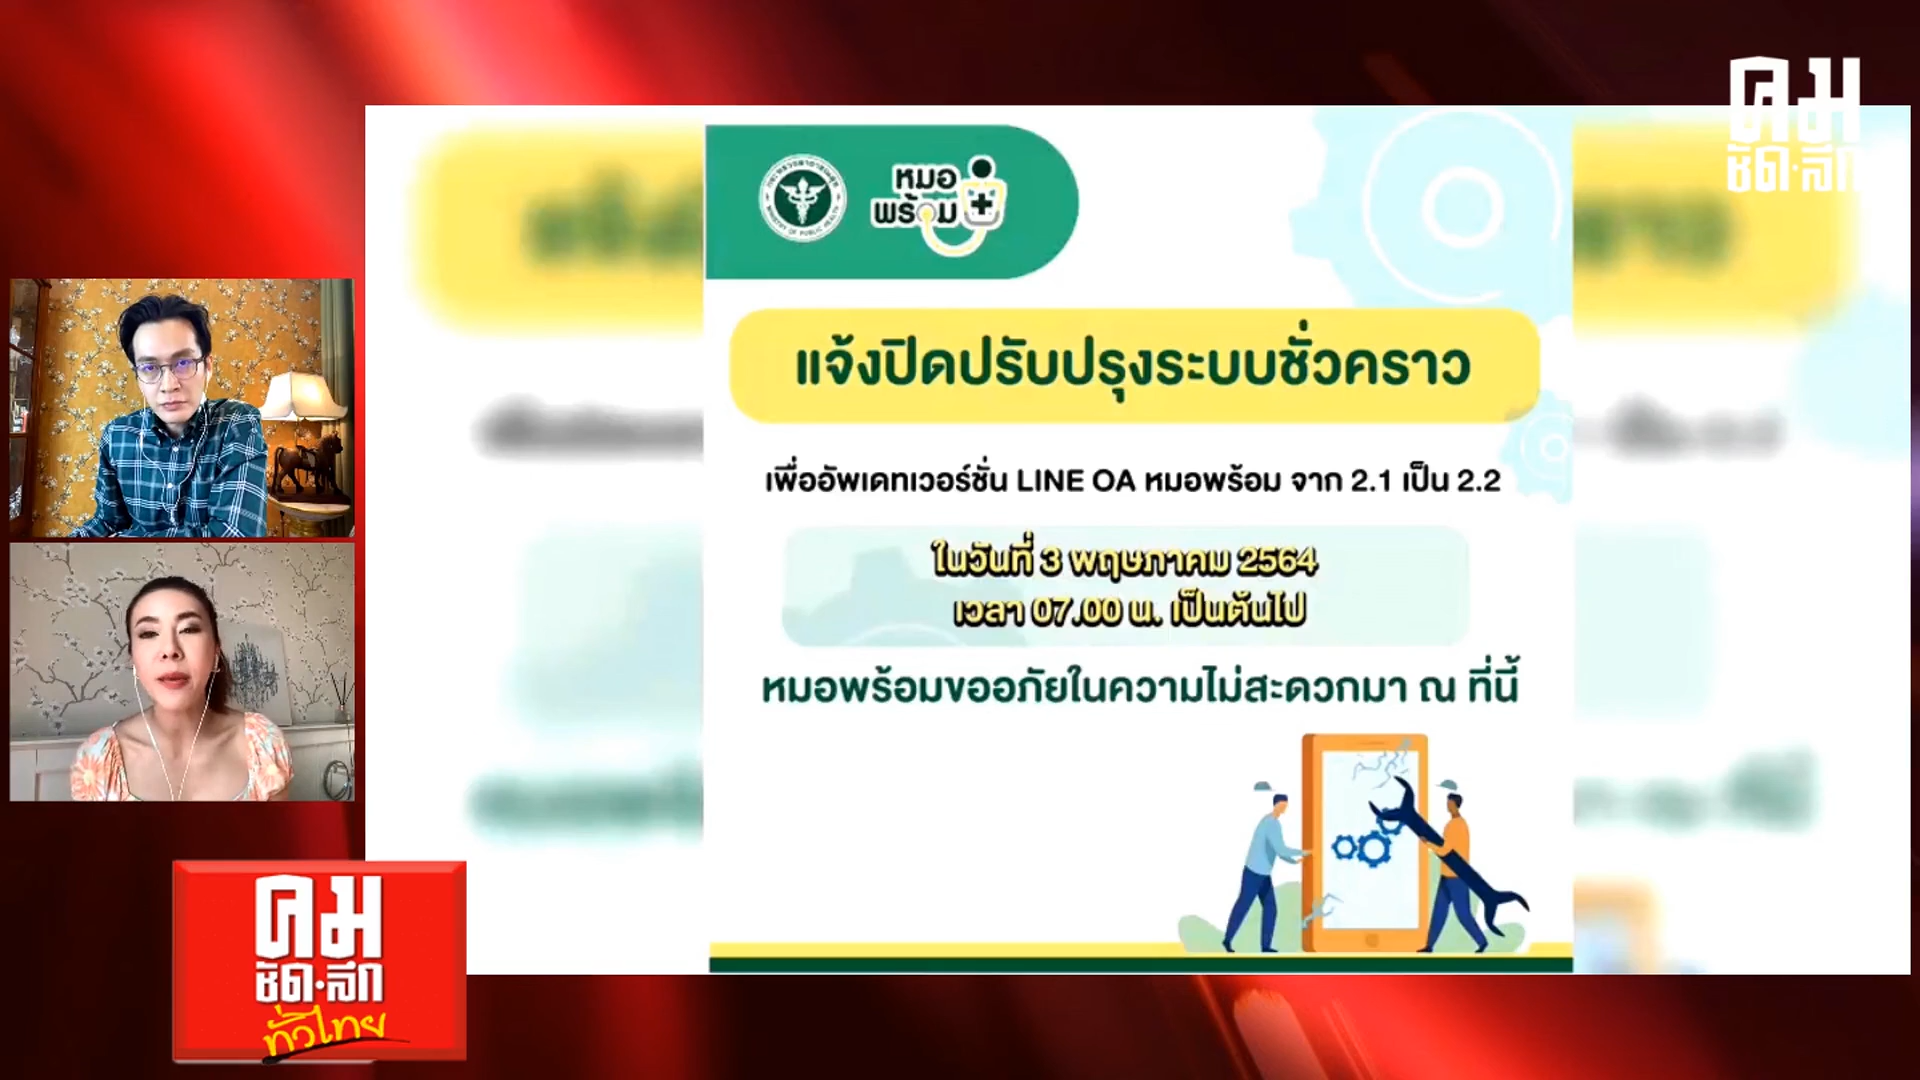 คม
ชัด•ลึก
หมอ
พร้อม
MINISTRY OF PUBLIC HEALTH
แจ้งปิดปรับปรุงระบบชั่วคราว
เพื่ออัพเดทเวอร์ชั่น LINE OA หมอพร้อม จาก 2.1 เป็น 2.2
ในวันที่ 3 พฤษภาคม 2564
เวลา 07.00 น. เป็นต้นไป
หมอพร้อมขออภัยในความไม่สะดวกมา ณ ที่นี้
คม
ชัด•ลึก
ทั่วไทย